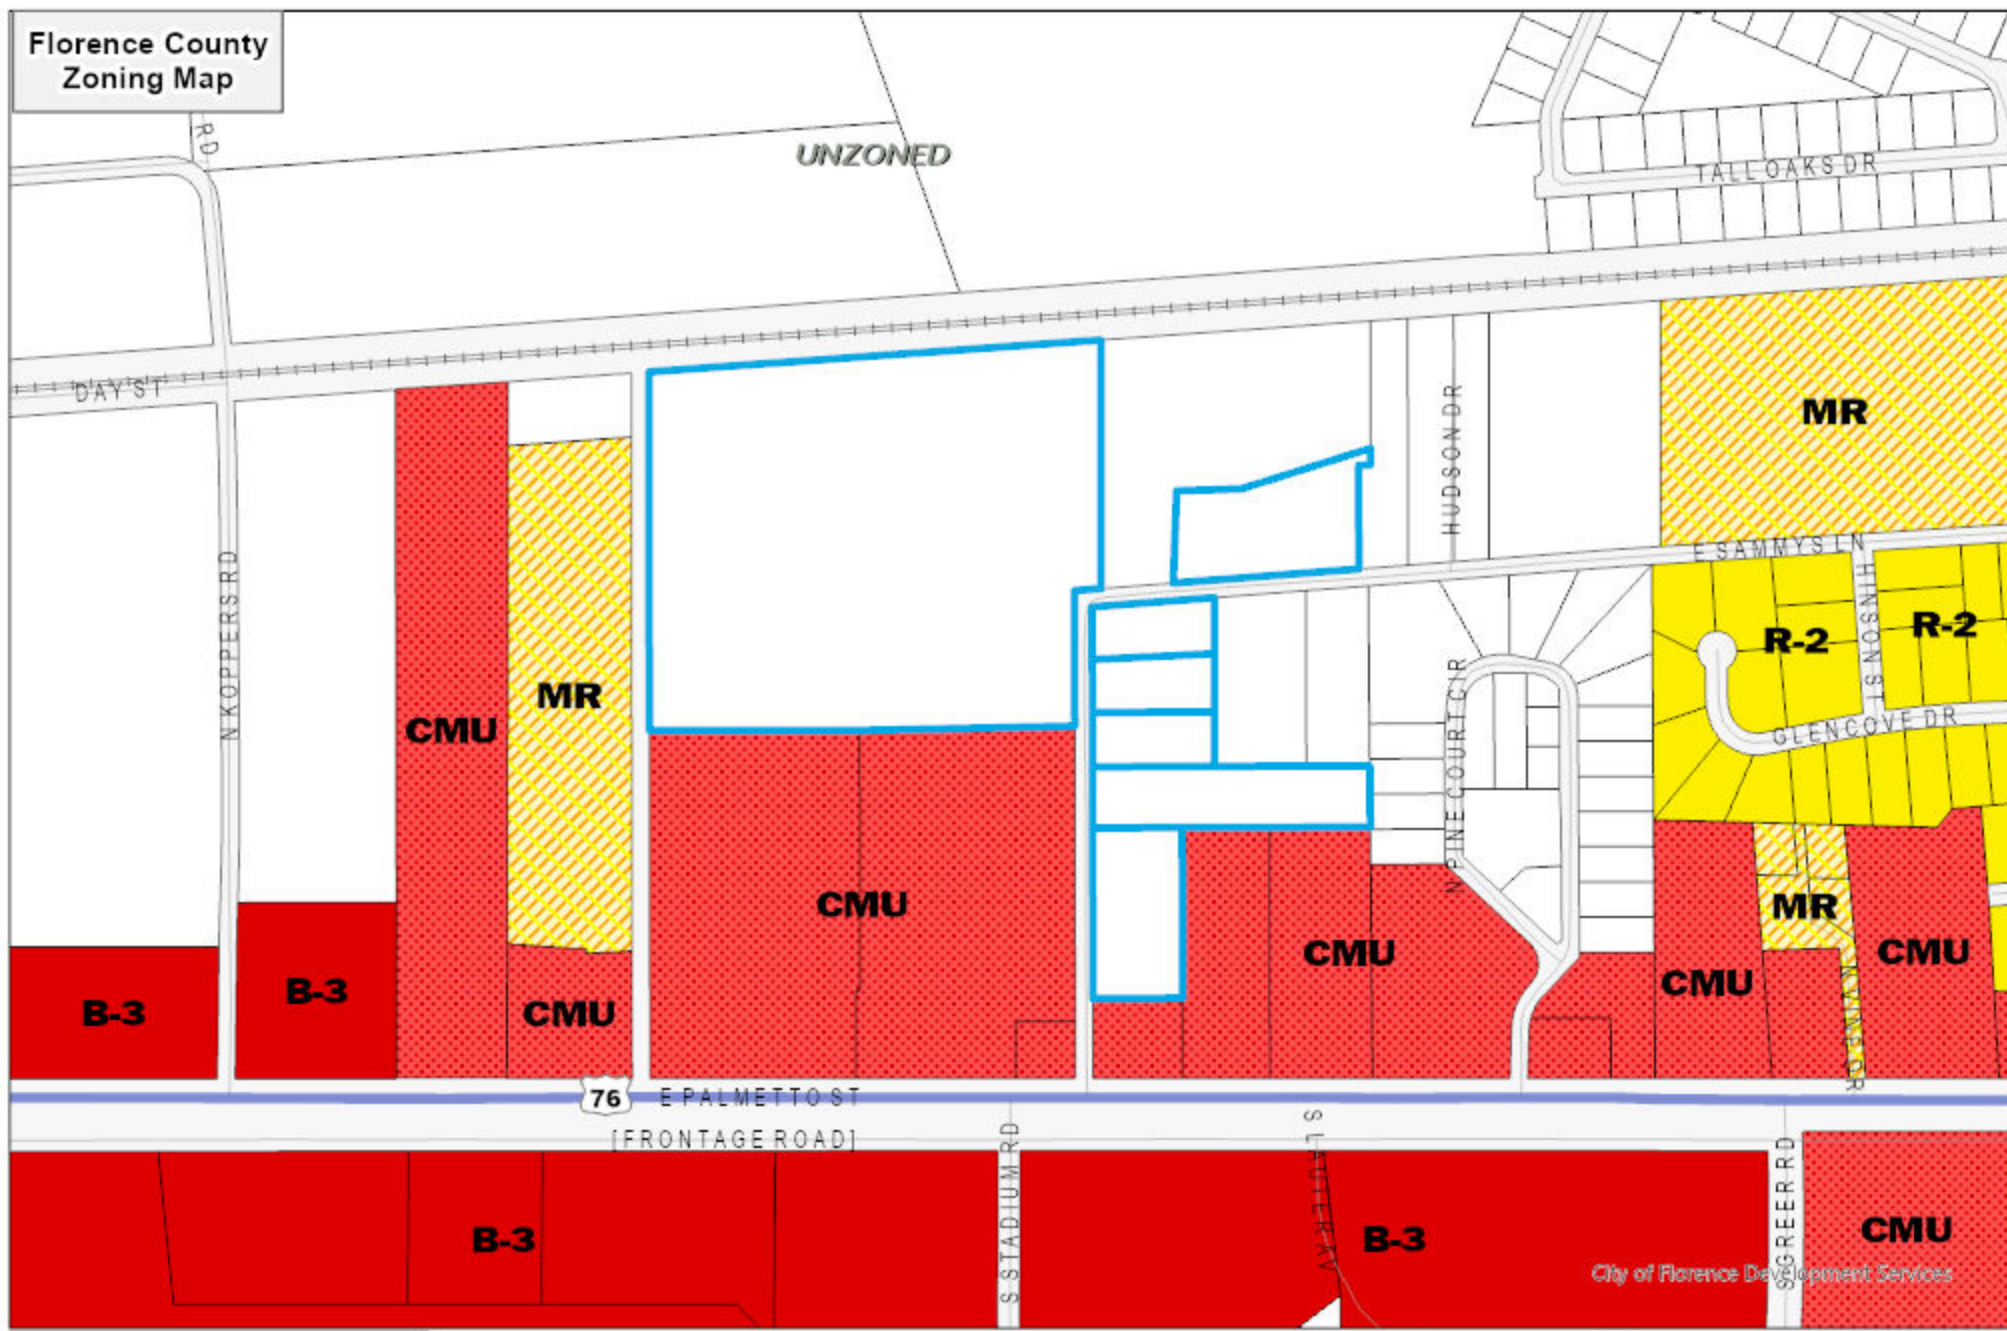 Florence County
Zoning Map
RD
UNZONED
TALL OAKS DR
DAY ST
HUDSON DR
MR
E SAMMYS LN
N KOPPERS RD
HINSON ST
R-2
R-2
MR
CMU
N PINE COURT CIR
GLENCOVE DR
CMU
MR
CMU
CMU
CMU
B-3
B-3
CMU
76
E PALMETTO ST
[FRONTAGE ROAD]
S STADIUM RD
S GREER RD
B-3
B-3
CMU
City of Florence Development Services